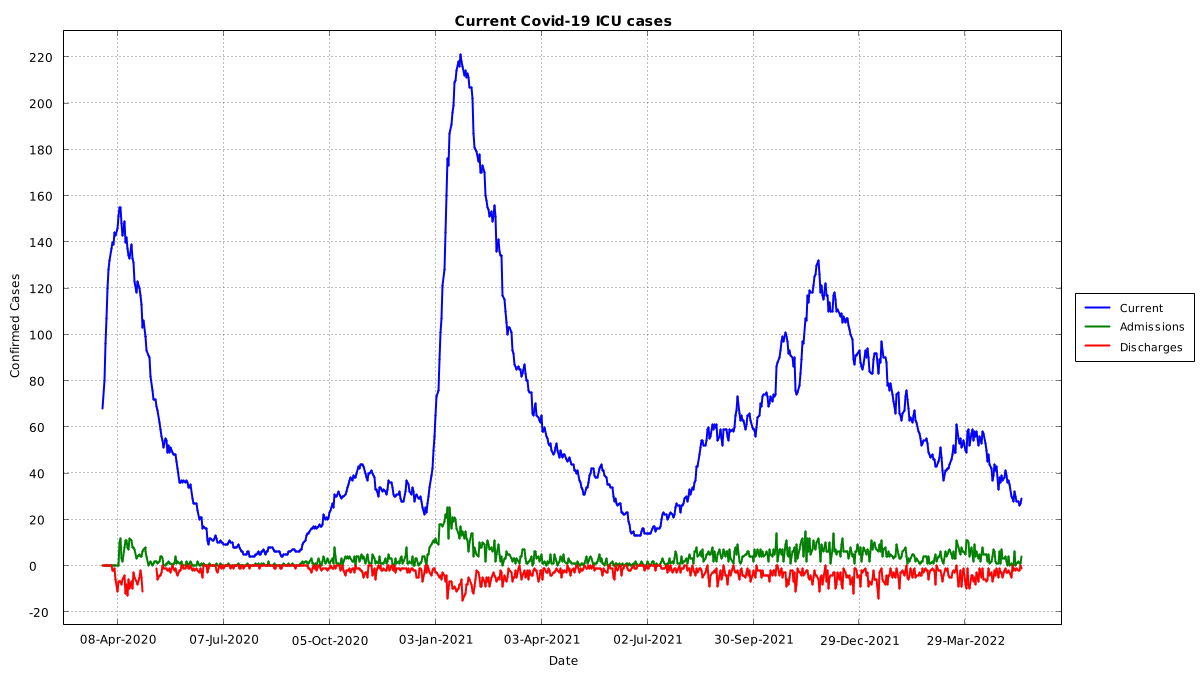 Current Covid-19 ICU cases
220
200
180
160
140
120
100
80
60
40
20
0
-20
Confirmed Cases
08-Apr-2020 07-Jul-2020 05-Oct-2020 03-Jan-2021 03-Apr-2021 02-Jul-2021 30-Sep-2021 29-Dec-2021 29-Mar-2022
Date
Current
Admissions
Discharges